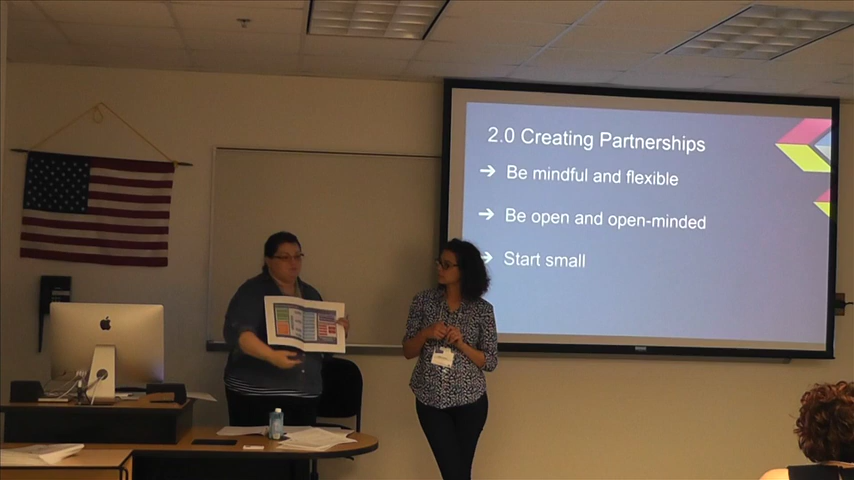 2.0 Creating Partnerships
➔ Be mindful and flexible
➔ Be open and open-minded
➔ Start small